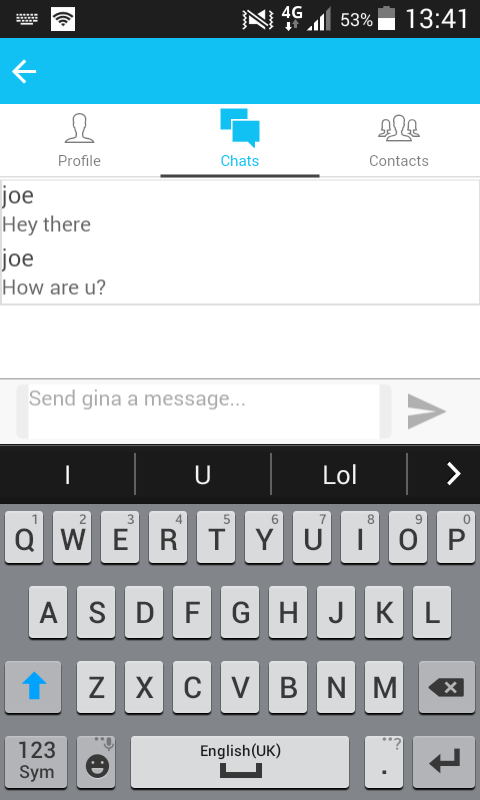 4G 53% 13:41
Profile Chats Contacts
joe
Hey there
joe
How are u?
Send gina a message...
I U Lol
1 2 3 4 5 6 7 8 9 0
Q W E R T Y U I O P
A S D F G H J K L
Z X C V B N M
123 English(UK) ...?
Sym .